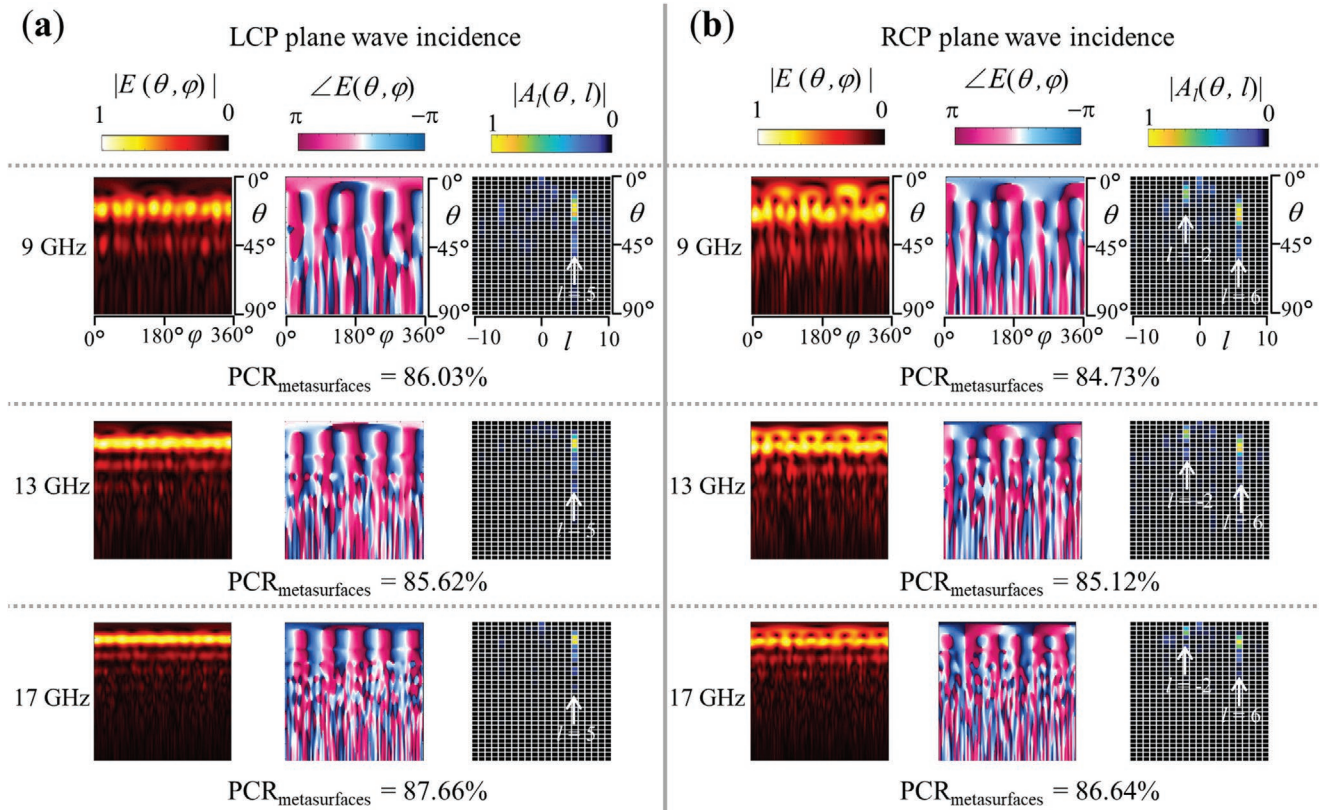 (a)
LCP plane wave incidence
|E (θ, φ) |
∠E(θ, φ)
|A_l(θ, l)|
1 0
π −π
1 0
9 GHz
0°
θ
45°
90°
0°
θ
45°
90°
0°
θ
45°
90°
l = 5
0° 180° φ 360°
0° 180° φ 360°
−10 0 l 10
PCR_metasurfaces = 86.03%
13 GHz
l = 5
PCR_metasurfaces = 85.62%
17 GHz
l = 5
PCR_metasurfaces = 87.66%
(b)
RCP plane wave incidence
|E (θ, φ) |
∠E(θ, φ)
|A_l(θ, l)|
1 0
π −π
1 0
9 GHz
0°
θ
45°
90°
0°
θ
45°
90°
0°
θ
45°
90°
l = -2
l = 6
0° 180° φ 360°
0° 180° φ 360°
−10 0 l 10
PCR_metasurfaces = 84.73%
13 GHz
l = -2
l = 6
PCR_metasurfaces = 85.12%
17 GHz
l = -2
l = 6
PCR_metasurfaces = 86.64%